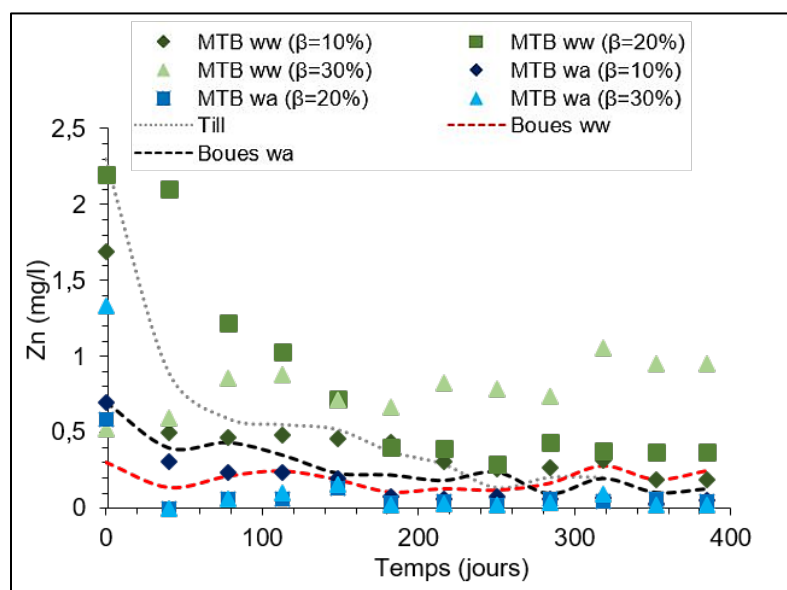 MTB ww (β=10%) MTB ww (β=20%)
MTB ww (β=30%) MTB wa (β=10%)
MTB wa (β=20%) MTB wa (β=30%)
Till Boues ww
Boues wa
2,5
2
1,5
1
0,5
0
Zn (mg/l)
0 100 200 300 400
Temps (jours)